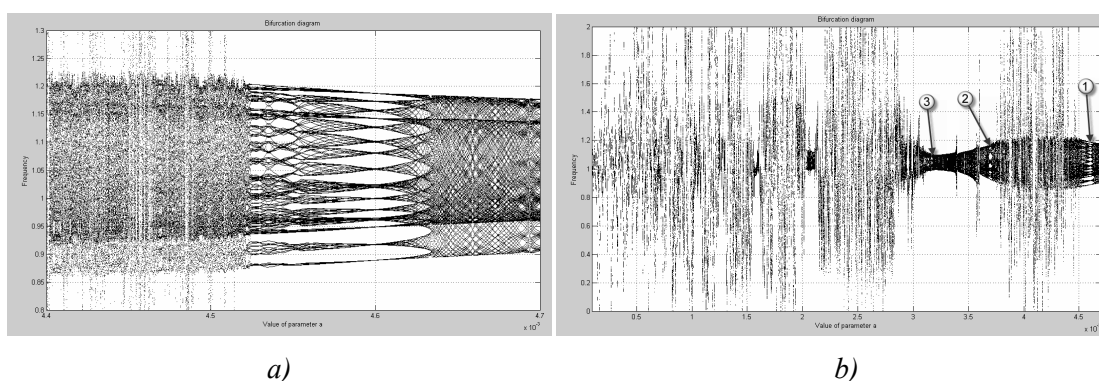 Bifurcation diagram
1.3
1.25
1.2
1.15
1.1
1.05
1
0.95
0.9
0.85
0.8
Frequency
4.4 4.5 4.6 4.7
Value of parameter a
x 10⁻³
a)
Bifurcation diagram
2
1.8
1.6
1.4
1.2
1.0
0.8
0.6
0.4
0.2
0
Frequency
3 2 1
0.5 1 1.5 2 2.5 3 3.5 4 4.5
Value of parameter a
b)